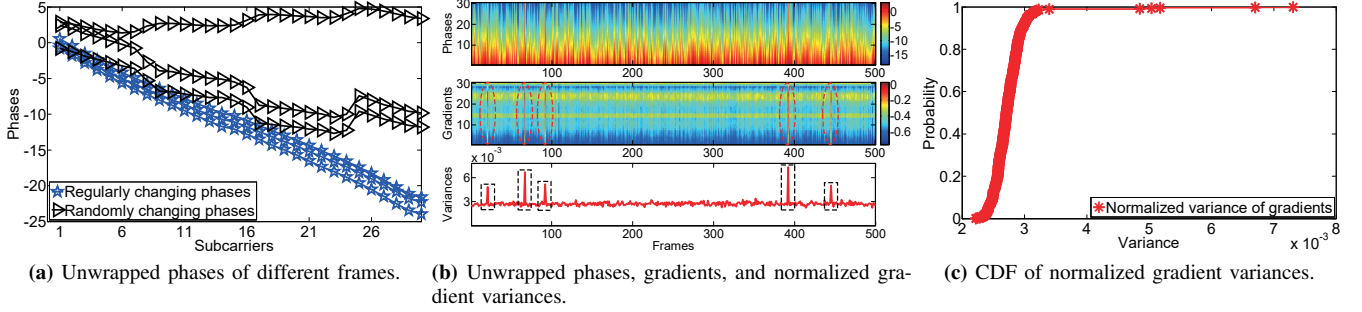 5
0
-5
-10
-15
-20
-25
Phases
Regularly changing phases
Randomly changing phases
1 6 11 16 21 26
Subcarriers
(a) Unwrapped phases of different frames.
30
20
10
Phases
100 200 300 400 500
0
-5
-10
-15
30
20
10
Gradients
100 200 300 400 500
0
-0.2
-0.4
-0.6
x 10⁻³
6
3
Variances
100 200 300 400 500
Frames
(b) Unwrapped phases, gradients, and normalized gra-
dient variances.
1
0.8
0.6
0.4
0.2
0
Probability
Normalized variance of gradients
2 3 4 5 6 7 8
Variance
x 10⁻³
(c) CDF of normalized gradient variances.